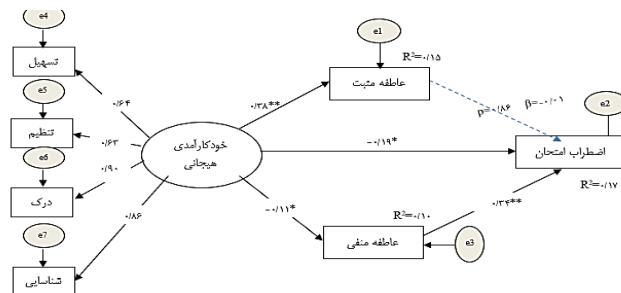 e4
تسهیل
e5
تنظیم
e6
درک
e7
شناسایی
۰/۶۴
۰/۶۳
۰/۹۰
۰/۸۶
خودکارآمدی
هیجانی
۰/۳۸**
-۰/۱۹*
-۰/۱۱*
e1
R²=۰/۱۵
عاطفه مثبت
p=۰/۸۶
β=-۰/۰۱
e2
اضطراب امتحان
R²=۰/۱۷
۰/۳۴**
R²=۰/۱۰
عاطفه منفی
e3